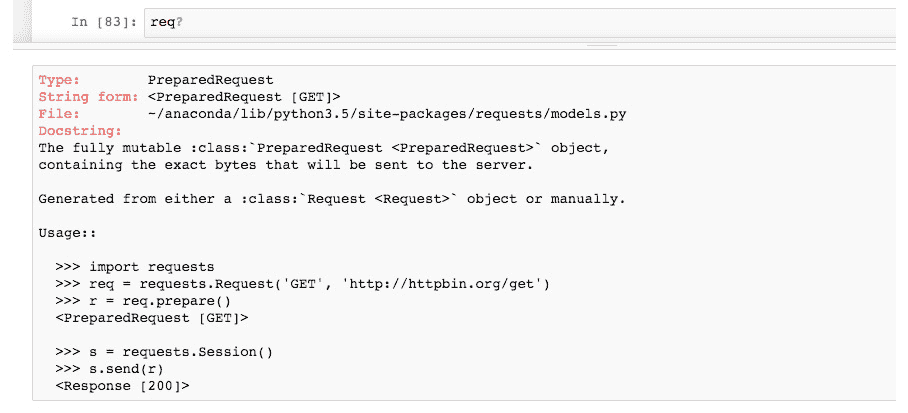 In [83]: req?
Type: PreparedRequest
String form: <PreparedRequest [GET]>
File: ~/anaconda/lib/python3.5/site-packages/requests/models.py
Docstring:
The fully mutable :class:`PreparedRequest <PreparedRequest>` object,
containing the exact bytes that will be sent to the server.
Generated from either a :class:`Request <Request>` object or manually.
Usage::
>>> import requests
>>> req = requests.Request('GET', 'http://httpbin.org/get')
>>> r = req.prepare()
<PreparedRequest [GET]>
>>> s = requests.Session()
>>> s.send(r)
<Response [200]>